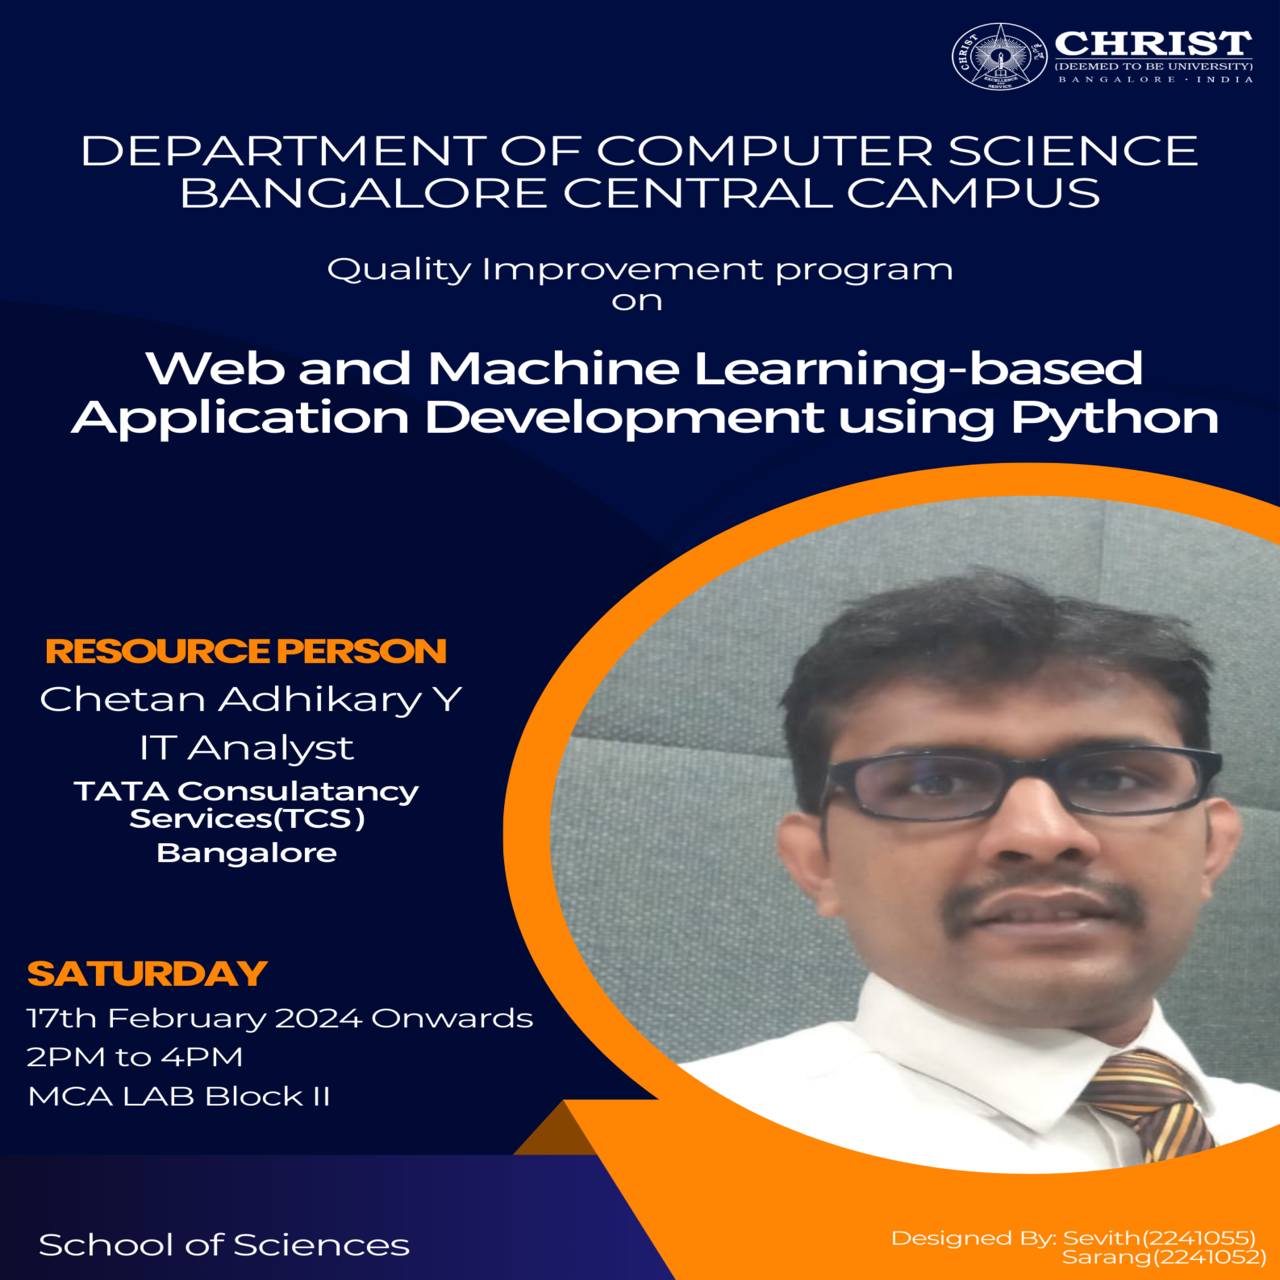 CHRIST
(DEEMED TO BE UNIVERSITY)
BANGALORE · INDIA
CHRIST
EXCELLENCE
SERVICE
DEPARTMENT OF COMPUTER SCIENCE
BANGALORE CENTRAL CAMPUS
Quality Improvement program
on
Web and Machine Learning-based
Application Development using Python
RESOURCE PERSON
Chetan Adhikary Y
IT Analyst
TATA Consulatancy
Services(TCS)
Bangalore
SATURDAY
17th February 2024 Onwards
2PM to 4PM
MCA LAB Block II
School of Sciences
Designed By: Sevith(2241055)
Sarang(2241052)